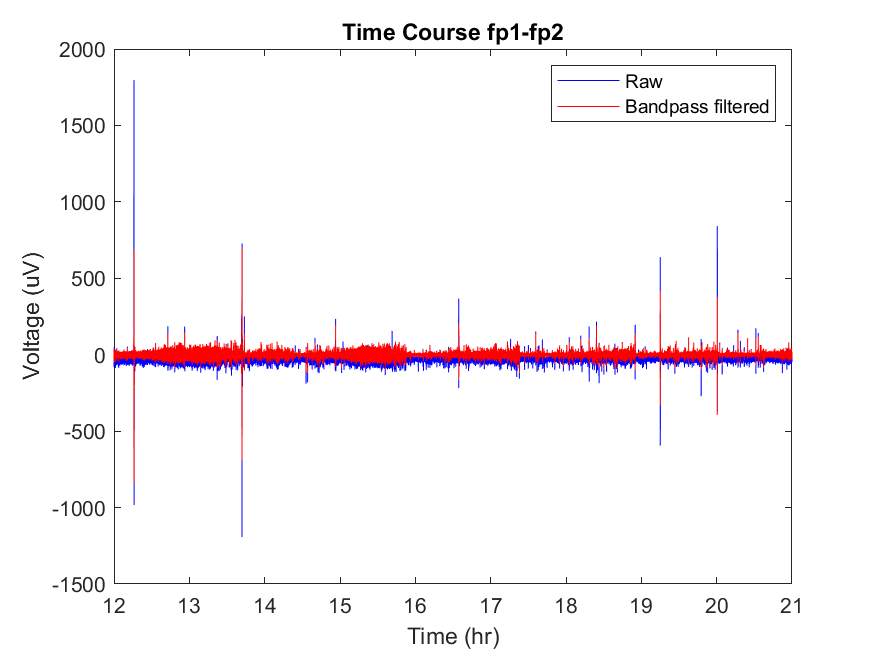 Time Course fp1-fp2
2000
1500
1000
500
0
-500
-1000
-1500
Voltage (uV)
Raw
Bandpass filtered
12 13 14 15 16 17 18 19 20 21
Time (hr)